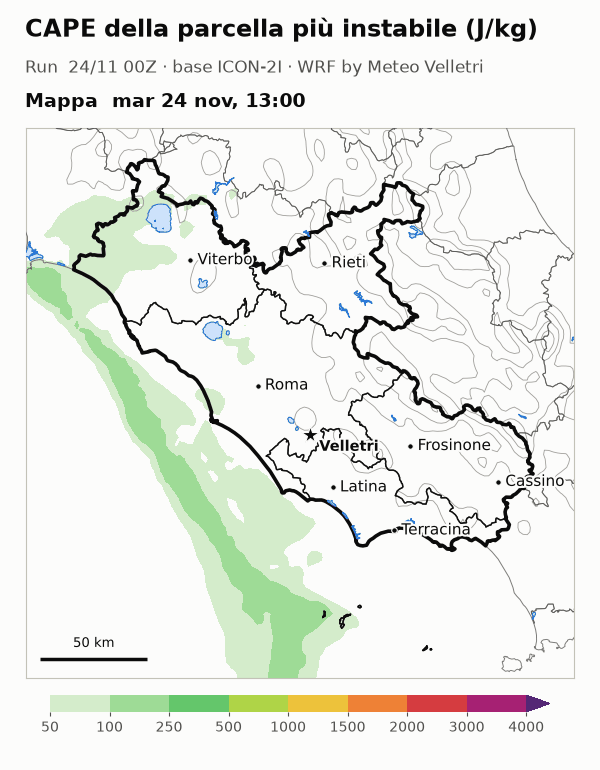 CAPE della parcella più instabile (J/kg)
Run  24/11 00Z · base ICON-2I · WRF by Meteo Velletri
Mappa  mar 24 nov, 13:00
Viterbo
Rieti
Roma
Velletri
Frosinone
Cassino
Latina
Terracina
50 km
50 100 250 500 1000 1500 2000 3000 4000